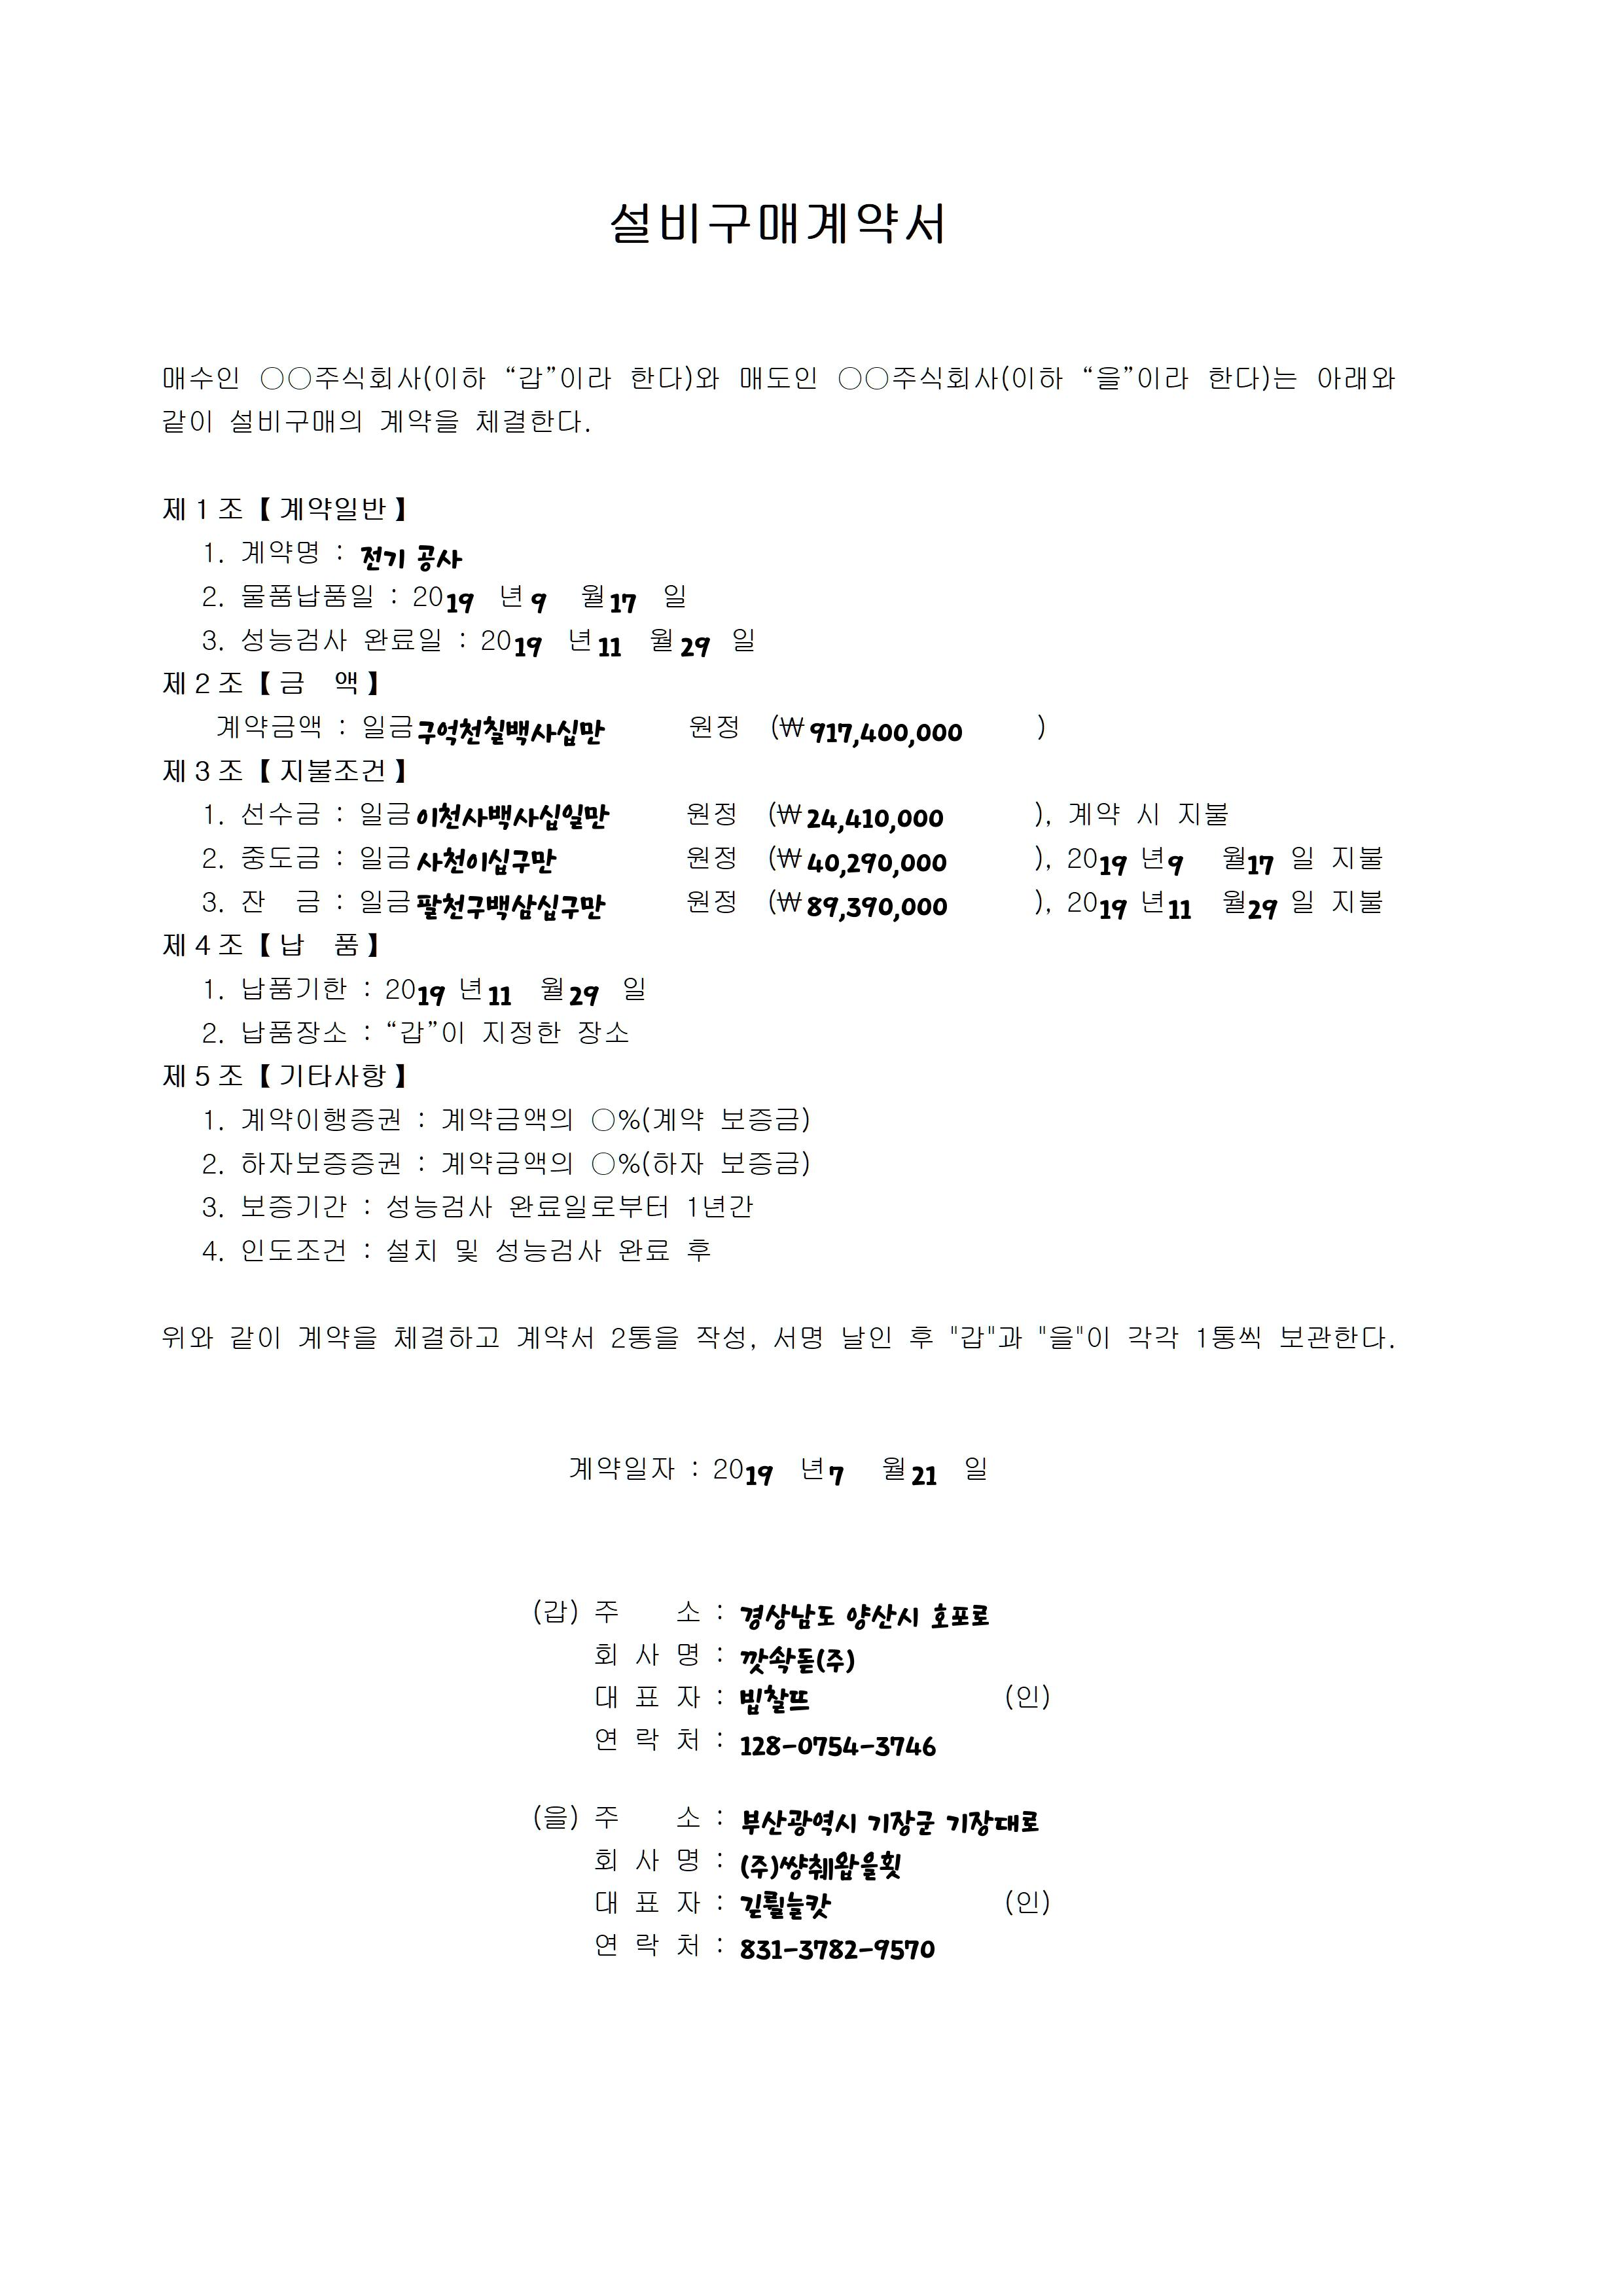 설비구매계약서
매수인 ○○주식회사(이하 “갑”이라 한다)와 매도인 ○○주식회사(이하 “을”이라 한다)는 아래와
같이 설비구매의 계약을 체결한다.
제1조【계약일반】
1. 계약명 : 전기 공사
2. 물품납품일 : 2019 년 9 월 17 일
3. 성능검사 완료일 : 2019 년 11 월 29 일
제2조【금 액】
계약금액 : 일금 구억천칠백사십만 원정 (₩ 917,400,000 )
제3조【지불조건】
1. 선수금 : 일금 이천사백사십일만 원정 (₩ 24,410,000 ), 계약 시 지불
2. 중도금 : 일금 사천이십구만 원정 (₩ 40,290,000 ), 2019 년 9 월 17 일 지불
3. 잔 금 : 일금 팔천구백삼십구만 원정 (₩ 89,390,000 ), 2019 년 11 월 29 일 지불
제4조【납 품】
1. 납품기한 : 2019 년 11 월 29 일
2. 납품장소 : “갑”이 지정한 장소
제5조【기타사항】
1. 계약이행증권 : 계약금액의 ○%(계약 보증금)
2. 하자보증증권 : 계약금액의 ○%(하자 보증금)
3. 보증기간 : 성능검사 완료일로부터 1년간
4. 인도조건 : 설치 및 성능검사 완료 후
위와 같이 계약을 체결하고 계약서 2통을 작성, 서명 날인 후 "갑"과 "을"이 각각 1통씩 보관한다.
계약일자 : 2019 년 7 월 21 일
(갑) 주 소 : 경상남도 양산시 호포로
회 사 명 : 깟솩돋(주)
대 표 자 : 빕찰뜨 (인)
연 락 처 : 128-0754-3746
(을) 주 소 : 부산광역시 기장군 기장대로
회 사 명 : (주)썅췌왑을횟
대 표 자 : 긷륄늘캇 (인)
연 락 처 : 831-3782-9570